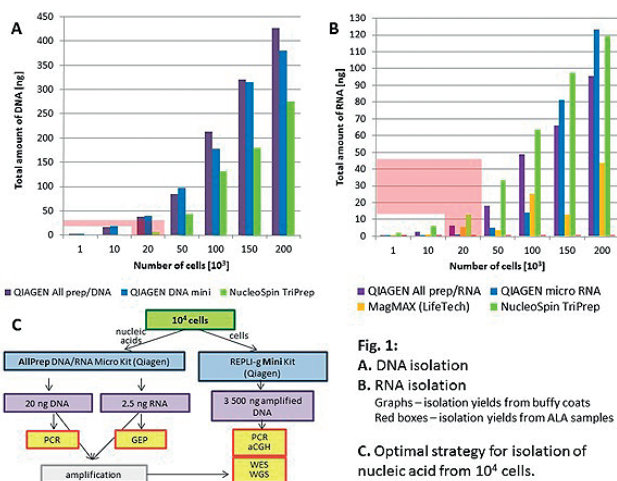 A
Total amount of DNA [ng]
450
400
350
300
250
200
150
100
50
0
1 10 20 50 100 150 200
Number of cells [10³]
QIAGEN All prep/DNA QIAGEN DNA mini NucleoSpin TriPrep
B
Total amount of RNA [ng]
130
120
110
100
90
80
70
60
50
40
30
20
10
0
1 10 20 50 100 150 200
Number of cells [10³]
QIAGEN All prep/RNA QIAGEN micro RNA
MagMAX (LifeTech) NucleoSpin TriPrep
C
10⁴ cells
nucleic
acids
cells
AllPrep DNA/RNA Micro Kit (Qiagen)
REPLI-g Mini Kit
(Qiagen)
20 ng DNA
2.5 ng RNA
3 500 ng amplified
DNA
PCR
GEP
PCR
aCGH
amplification
WES
WGS
Fig. 1:
A. DNA isolation
B. RNA isolation
Graphs – isolation yields from buffy coats
Red boxes – isolation yields from ALA samples
C. Optimal strategy for isolation of
nucleic acid from 10⁴ cells.